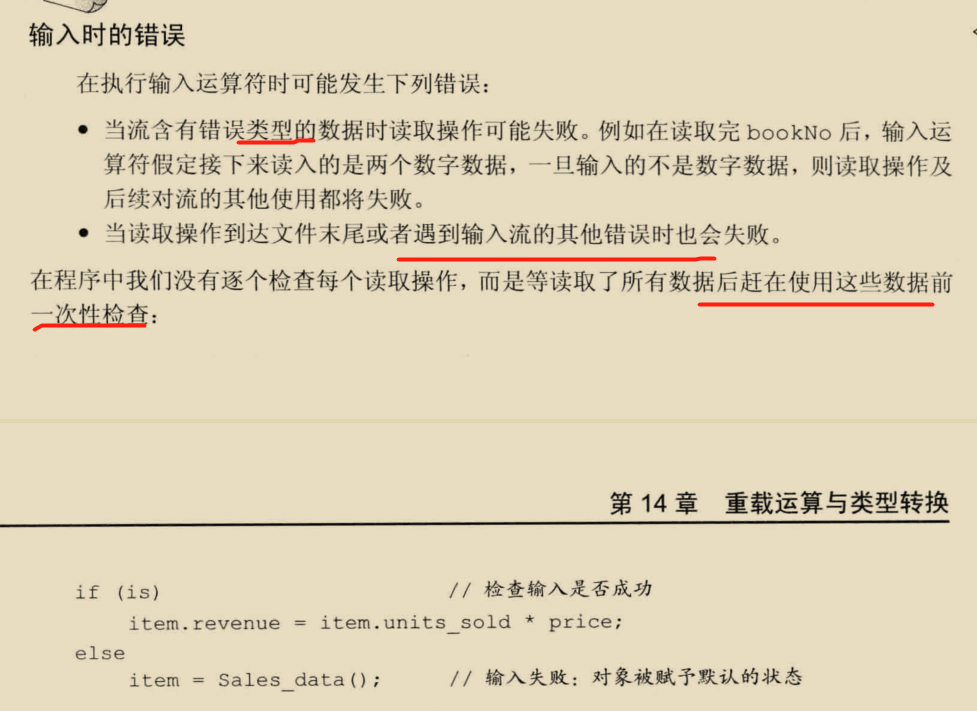 输入时的错误
在执行输入运算符时可能发生下列错误：
● 当流含有错误类型的数据时读取操作可能失败。例如在读取完 bookNo 后，输入运
算符假定接下来读入的是两个数字数据，一旦输入的不是数字数据，则读取操作及
后续对流的其他使用都将失败。
● 当读取操作到达文件末尾或者遇到输入流的其他错误时也会失败。
在程序中我们没有逐个检查每个读取操作，而是等读取了所有数据后赶在使用这些数据前
一次性检查：
第 14 章 重载运算与类型转换
if (is) // 检查输入是否成功
item.revenue = item.units_sold * price;
else
item = Sales_data(); // 输入失败：对象被赋予默认的状态